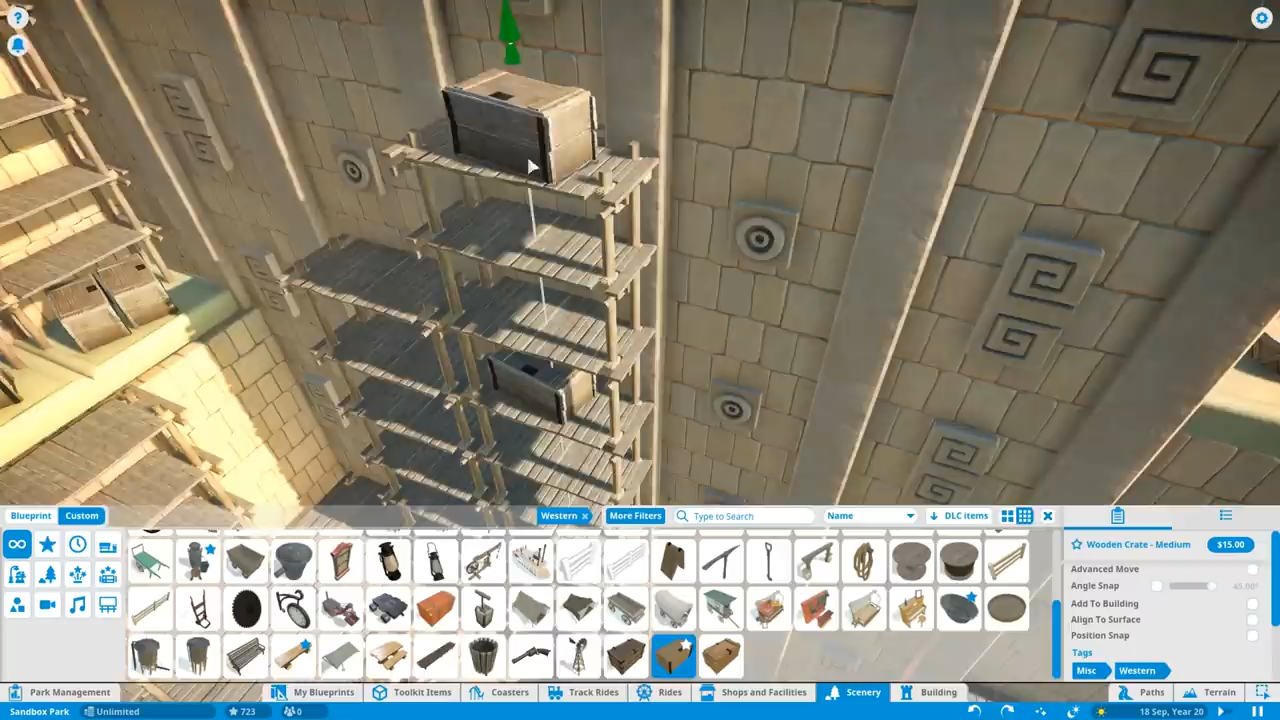 ?
Blueprint
Custom
Western ×
More Filters
Type to Search
Name
DLC items
Wooden Crate - Medium
$15.00
Advanced Move
Angle Snap
45.00°
Add To Building
Align To Surface
Position Snap
Tags
Misc
Western
Park Management
My Blueprints
Toolkit Items
Coasters
Track Rides
Rides
Shops and Facilities
Scenery
Building
Paths
Terrain
Sandbox Park
Unlimited
723
0
18 Sep, Year 20